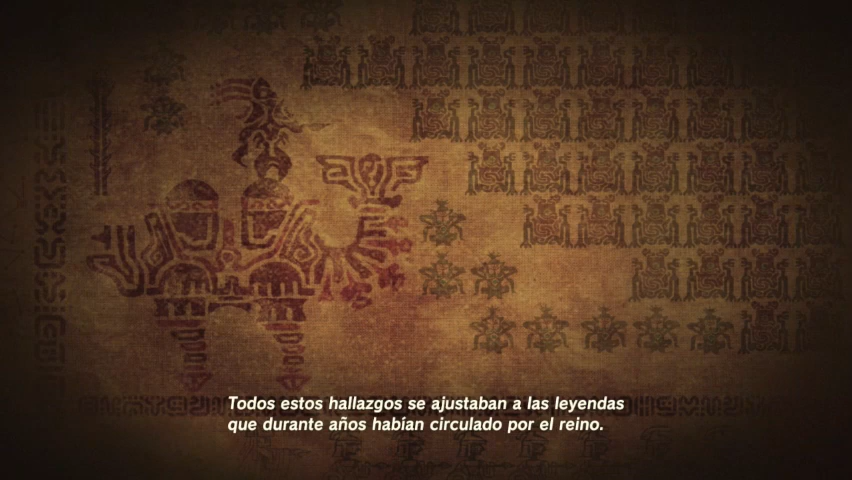 Todos estos hallazgos se ajustaban a las leyendas
que durante años habían circulado por el reino.